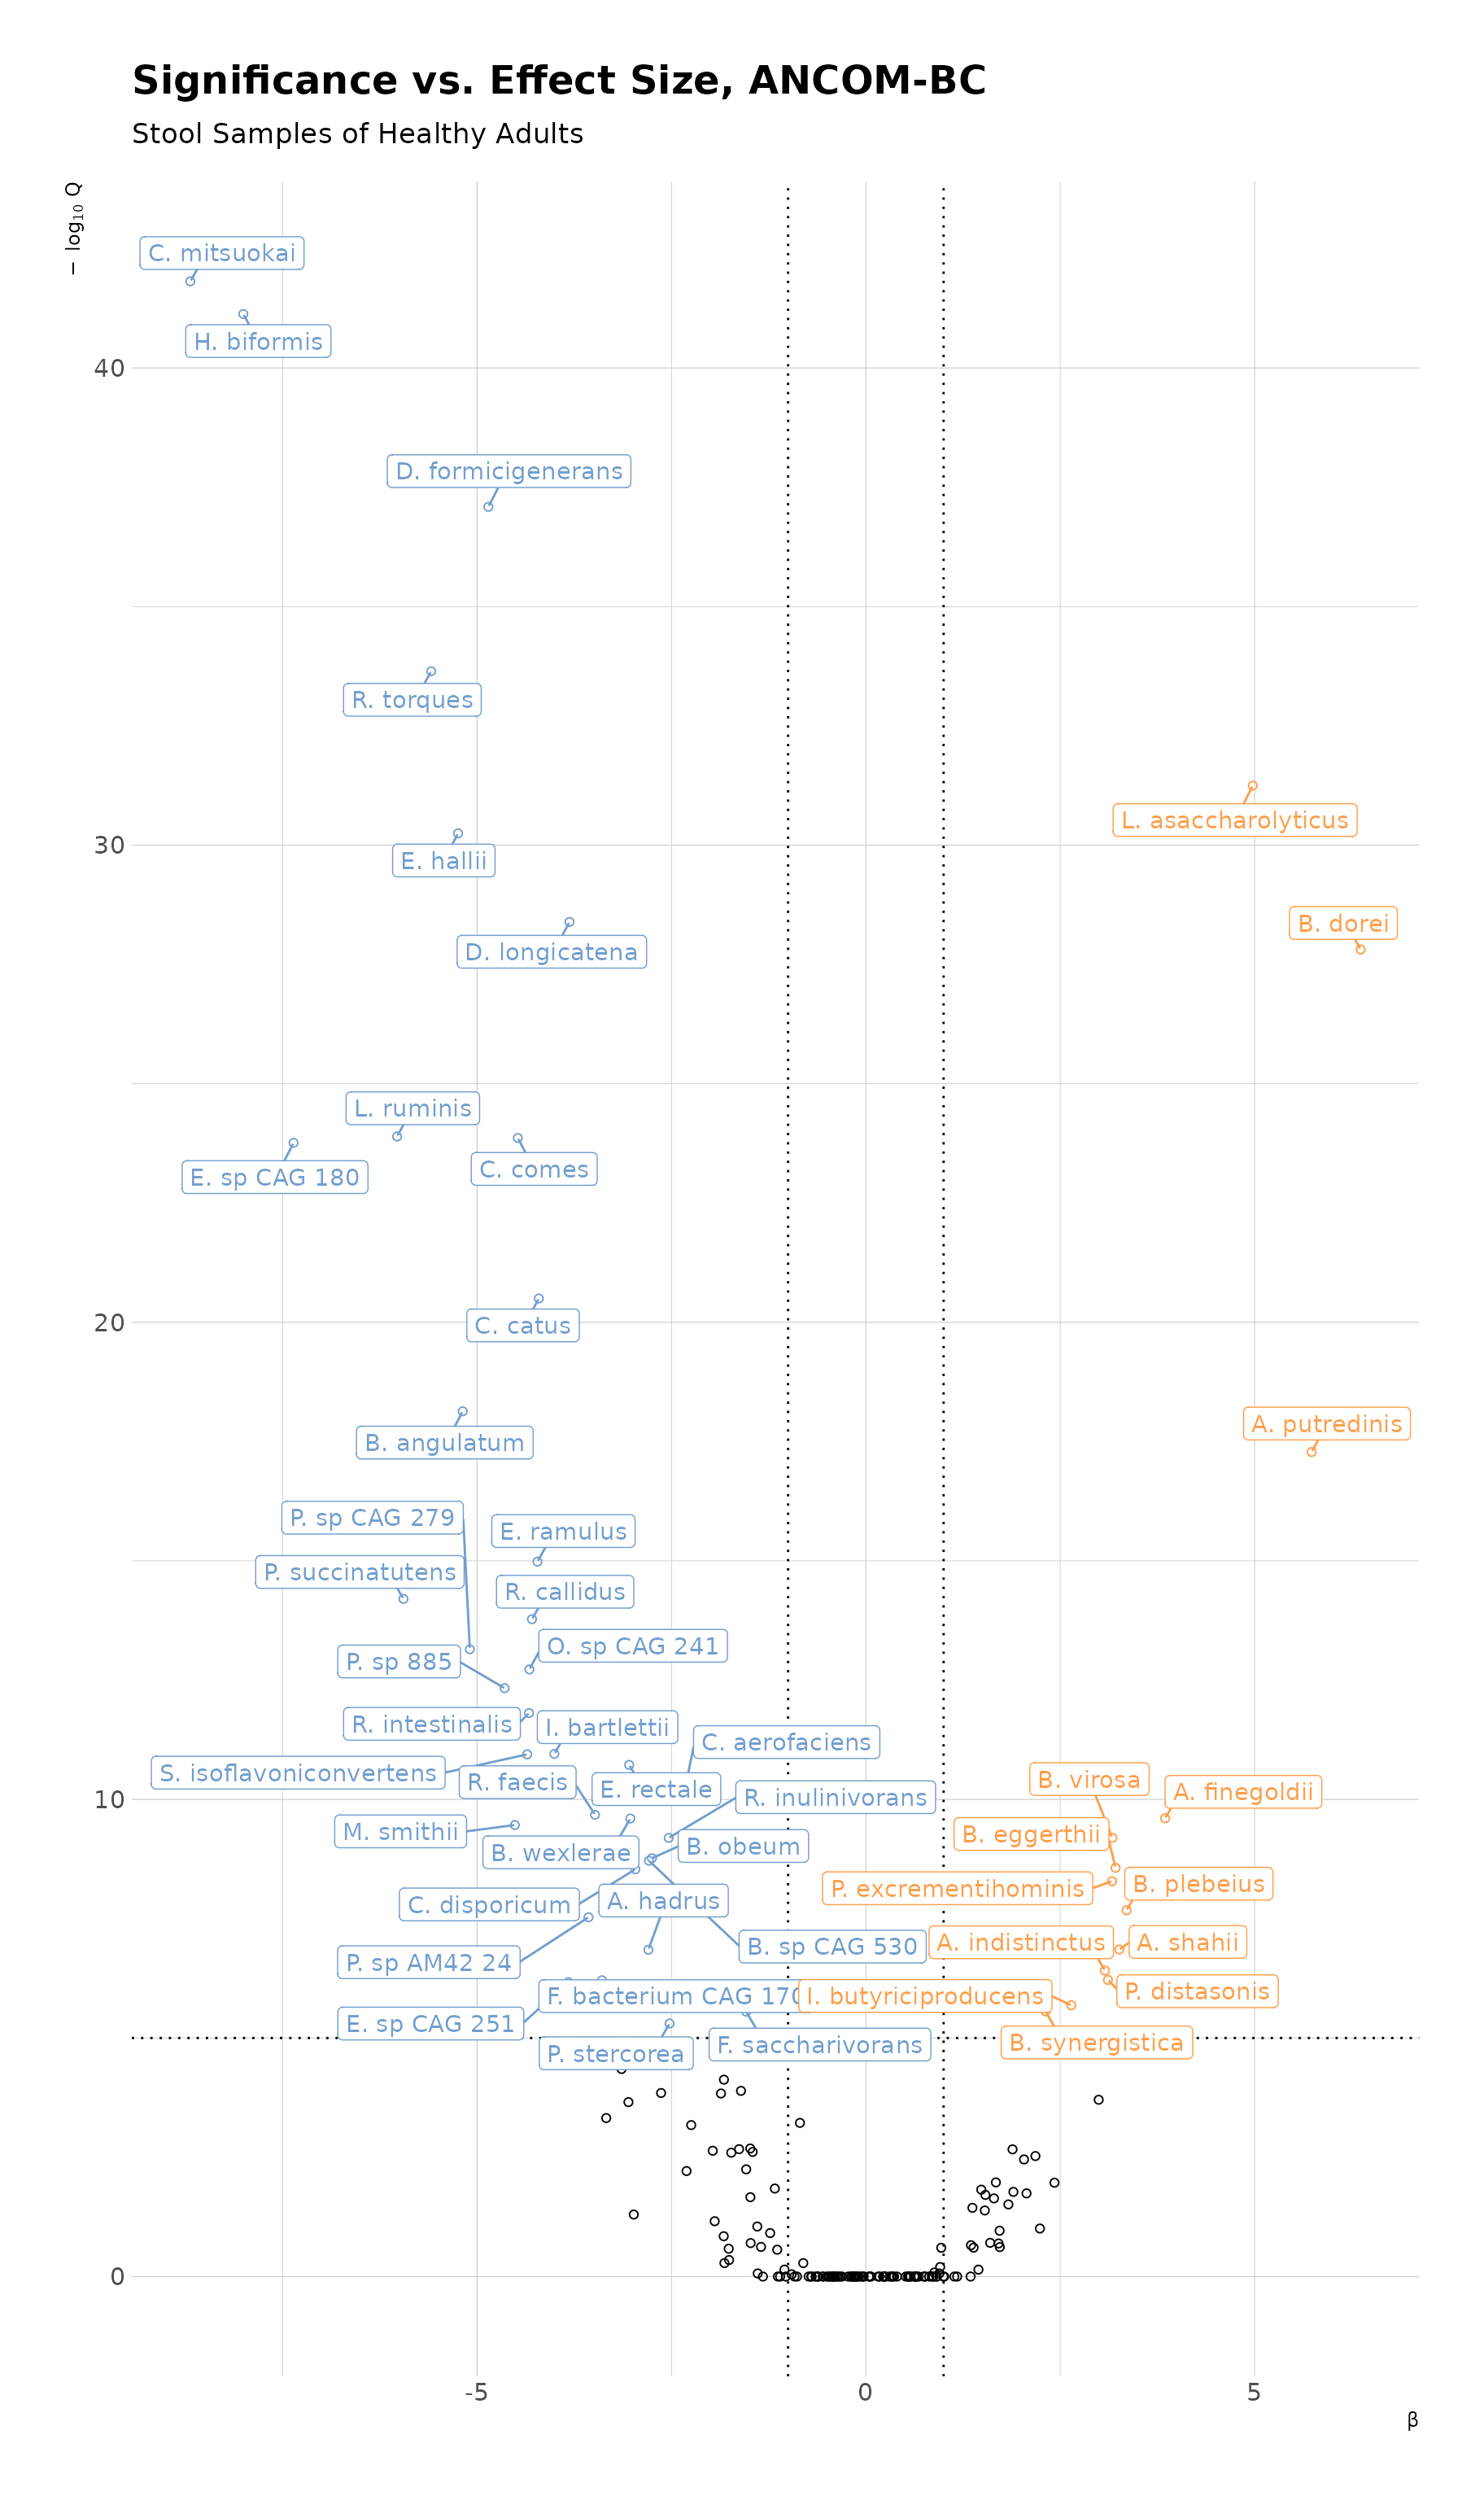 Significance vs. Effect Size, ANCOM-BC
Stool Samples of Healthy Adults
− log10 Q
C. mitsuokai
H. biformis
40
D. formicigenerans
R. torques
L. asaccharolyticus
30
E. hallii
B. dorei
D. longicatena
L. ruminis
C. comes
E. sp CAG 180
20
C. catus
A. putredinis
B. angulatum
P. sp CAG 279
E. ramulus
P. succinatutens
R. callidus
O. sp CAG 241
P. sp 885
R. intestinalis
I. bartlettii
C. aerofaciens
S. isoflavoniconvertens
R. faecis
E. rectale
B. virosa
A. finegoldii
10
R. inulinivorans
M. smithii
B. eggerthii
B. wexlerae
B. obeum
P. excrementihominis
B. plebeius
C. disporicum
A. hadrus
P. sp AM42 24
B. sp CAG 530
A. indistinctus
A. shahii
F. bacterium CAG 170
I. butyriciproducens
P. distasonis
E. sp CAG 251
P. stercorea
F. saccharivorans
B. synergistica
0
-5
0
5
β